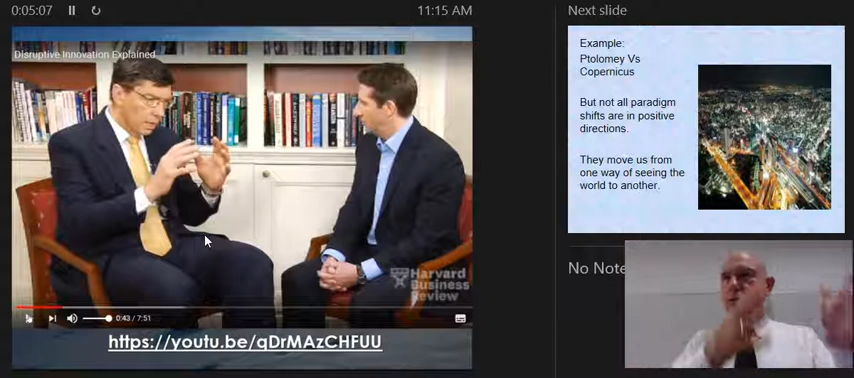 0:05:07
11:15 AM
Disruptive Innovation Explained
Harvard
Business
Review
0:43 / 7:51
https://youtu.be/qDrMAzCHFUU
Next slide
Example:
Ptolomey Vs
Copernicus
But not all paradigm
shifts are in positive
directions.
They move us from
one way of seeing the
world to another.
No Note